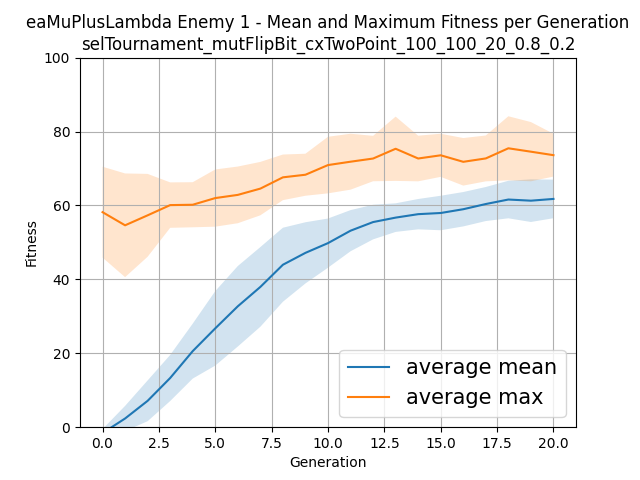 eaMuPlusLambda Enemy 1 - Mean and Maximum Fitness per Generation
selTournament_mutFlipBit_cxTwoPoint_100_100_20_0.8_0.2
100
80
60
40
20
0
Fitness
average mean
average max
0.0 2.5 5.0 7.5 10.0 12.5 15.0 17.5 20.0
Generation